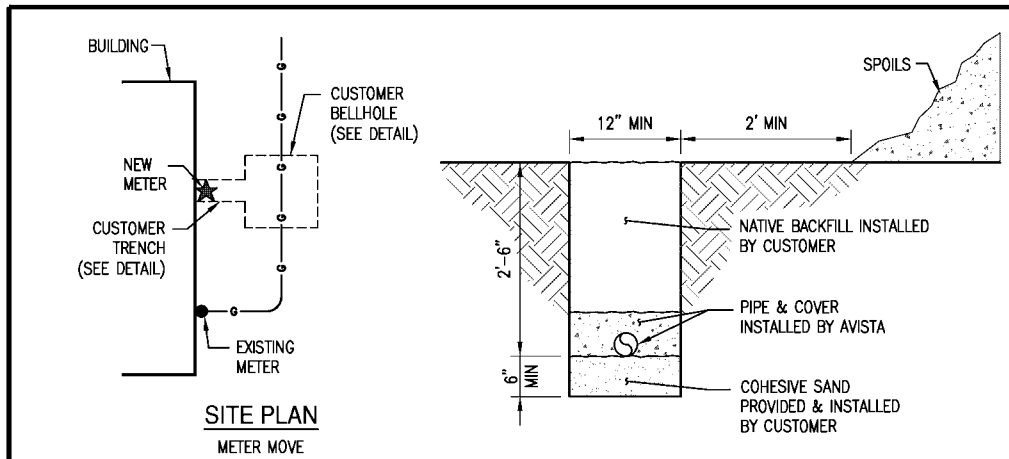 BUILDING
G
G
CUSTOMER
BELLHOLE
(SEE DETAIL)
NEW
METER
G
G
CUSTOMER
TRENCH
(SEE DETAIL)
G
G
EXISTING
METER
SITE PLAN
METER MOVE
SPOILS
12" MIN
2' MIN
2'-6"
6"
MIN
NATIVE BACKFILL INSTALLED
BY CUSTOMER
PIPE & COVER
INSTALLED BY AVISTA
COHESIVE SAND
PROVIDED & INSTALLED
BY CUSTOMER